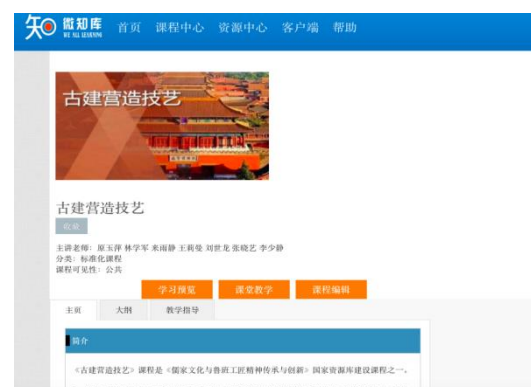 知 微知库 首页 课程中心 资源中心 客户端 帮助
WE ALL LEARNING
古建营造技艺
古建营造技艺
主讲老师：原玉萍 林学军 来雨静 王莉曼 刘世龙 张晓艺 李少静
分类：标准化课程
课程可见性：公共
学习预览 课堂教学 课程编辑
主页 大纲 教学指导
简介
《古建营造技艺》课程是《儒家文化与鲁班工匠精神传承与创新》国家资源库建设课程之一。